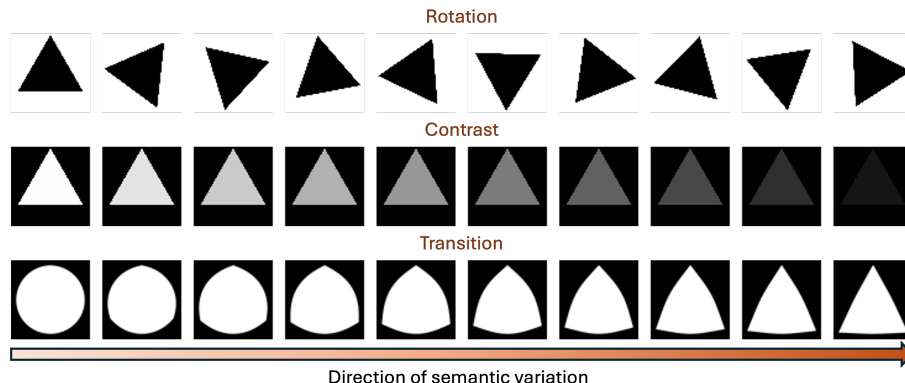 Rotation
Contrast
Transition
Direction of semantic variation